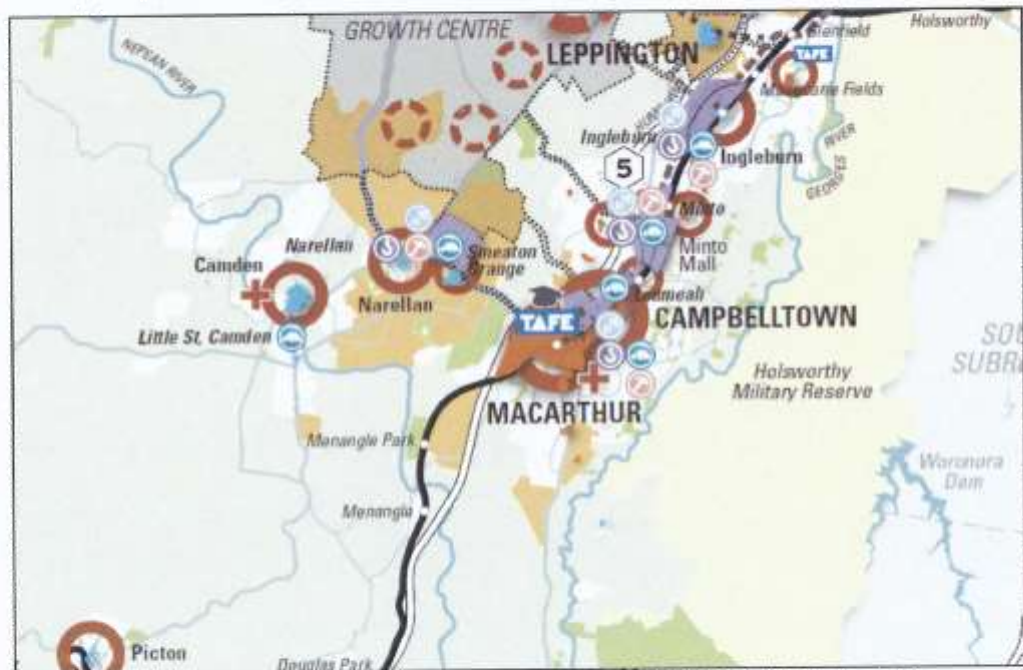 GROWTH CENTRE
NEPEAN RIVER
LEPPINGTON
Glenfield
Holsworthy
TAFE
Macquarie Fields
Ingleburn
5
Ingleburn
GEORGES
RIVER
Minto
Minto
Mall
Narellan
Smeaton
Grange
Camden
Narellan
Leumeah
TAFE
CAMPBELLTOWN
Little St, Camden
Holsworthy
Military Reserve
MACARTHUR
Menangle Park
Woronora
Dam
Menangle
Picton
Douglas Park